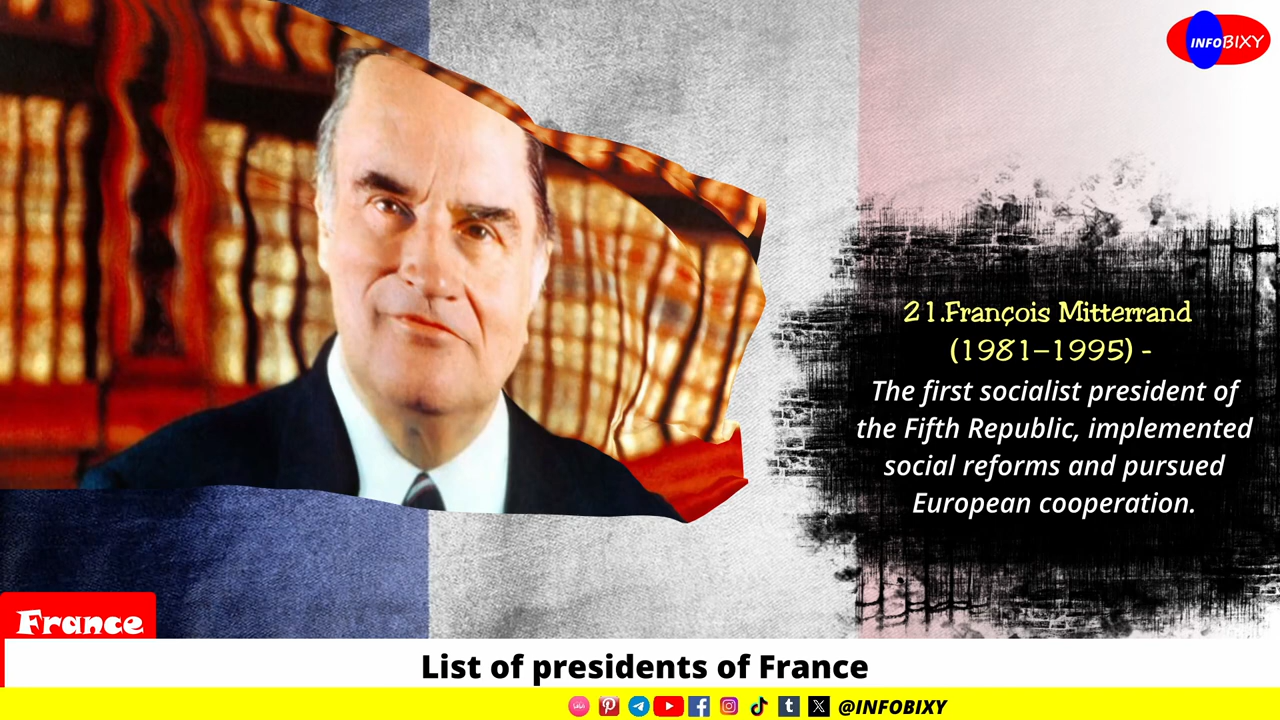 INFOBIXY
21.François Mitterrand
(1981–1995) -
The first socialist president of
the Fifth Republic, implemented
social reforms and pursued
European cooperation.
France
List of presidents of France
@INFOBIXY